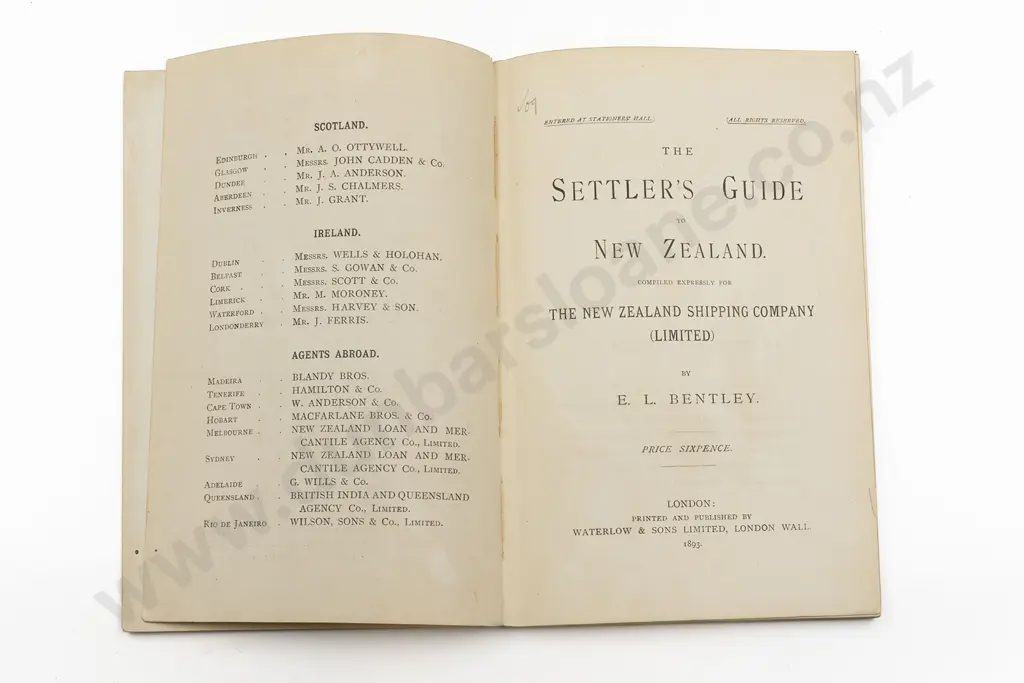 SCOTLAND.
EDINBURGH . . MR. A. O. OTTYWELL.
GLASGOW . . MESSRS. JOHN CADDEN & Co.
DUNDEE . . MR. J. A. ANDERSON.
ABERDEEN . . MR. J. S. CHALMERS.
INVERNESS . . MR. J. GRANT.
IRELAND.
DUBLIN . . MESSRS. WELLS & HOLOHAN.
BELFAST . . MESSRS. S. GOWAN & Co.
CORK . . MESSRS. SCOTT & Co.
LIMERICK . . MR. M. MORONEY.
WATERFORD . . MESSRS. HARVEY & SON.
LONDONDERRY . MR. J. FERRIS.
AGENTS ABROAD.
MADEIRA . . BLANDY BROS.
TENERIFE . . HAMILTON & Co.
CAPE TOWN . . W. ANDERSON & Co.
HOBART . . MACFARLANE BROS. & Co.
MELBOURNE . . NEW ZEALAND LOAN AND MER-
CANTILE AGENCY Co., LIMITED.
SYDNEY . . NEW ZEALAND LOAN AND MER-
CANTILE AGENCY Co., LIMITED.
ADELAIDE . . G. WILLS & Co.
QUEENSLAND . . BRITISH INDIA AND QUEENSLAND
AGENCY Co., LIMITED.
RIO DE JANEIRO . WILSON, SONS & Co., LIMITED.
ENTERED AT STATIONERS' HALL. ALL RIGHTS RESERVED.
THE
SETTLER'S GUIDE
TO
NEW ZEALAND.
COMPILED EXPRESSLY FOR
THE NEW ZEALAND SHIPPING COMPANY
(LIMITED)
BY
E. L. BENTLEY.
PRICE SIXPENCE.
LONDON:
PRINTED AND PUBLISHED BY
WATERLOW & SONS LIMITED, LONDON WALL.
1893.